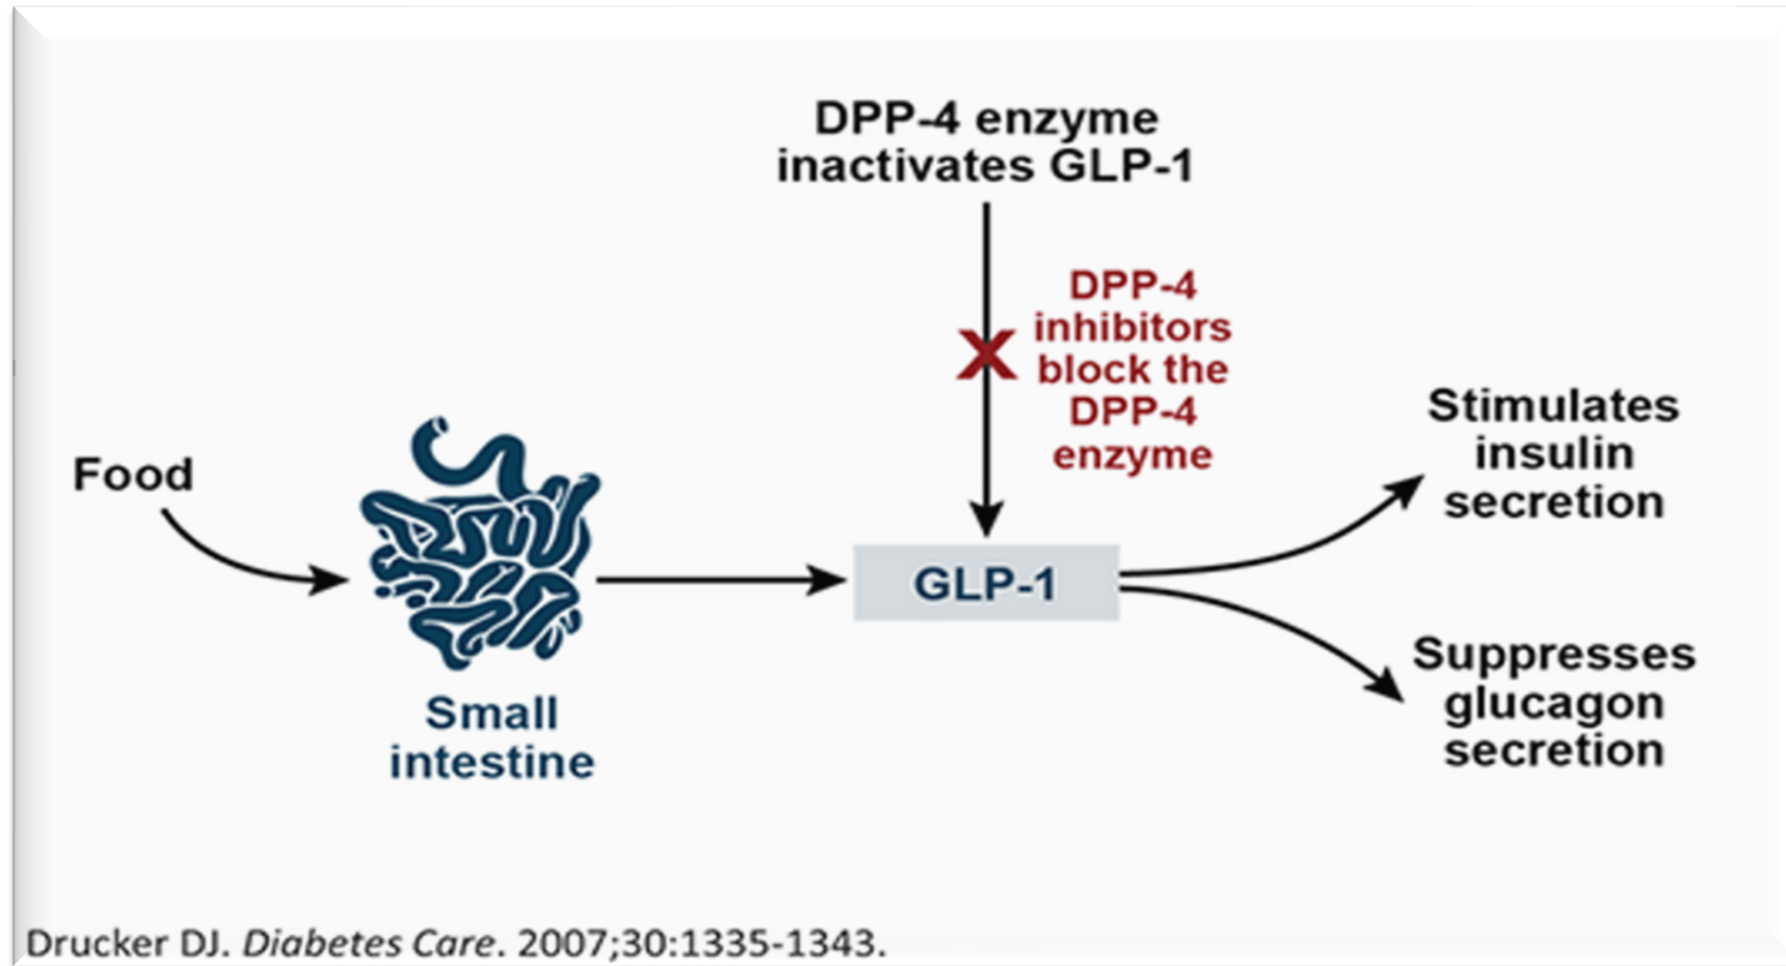 DPP-4 enzyme
inactivates GLP-1
DPP-4
inhibitors
block the
DPP-4
enzyme
Food
Small
intestine
GLP-1
Stimulates
insulin
secretion
Suppresses
glucagon
secretion
Drucker DJ. Diabetes Care. 2007;30:1335-1343.